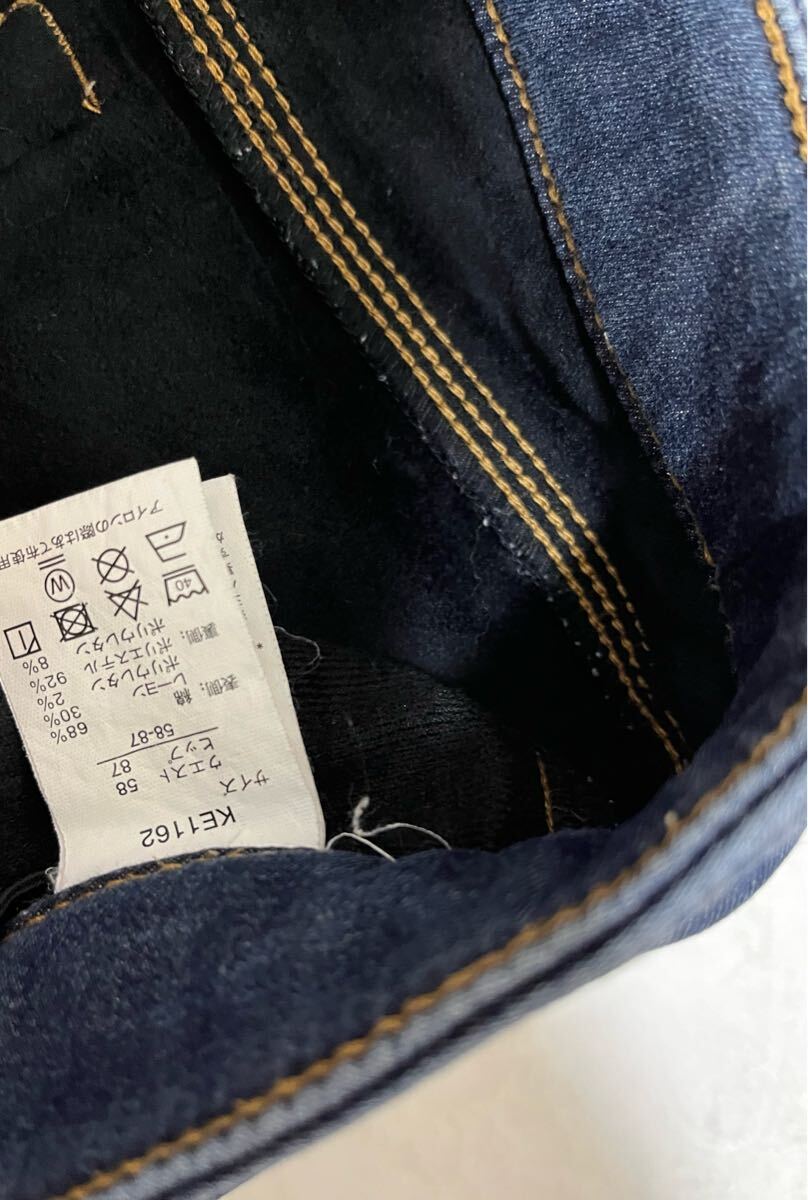 KE1162
サイズ
ウエスト 58
ヒップ 87
58-87
表側: 綿 68%
レーヨン 30%
ポリウレタン 2%
裏側: ポリエステル 92%
ポリウレタン 8%
40
W
アイロンの際はあて布使用